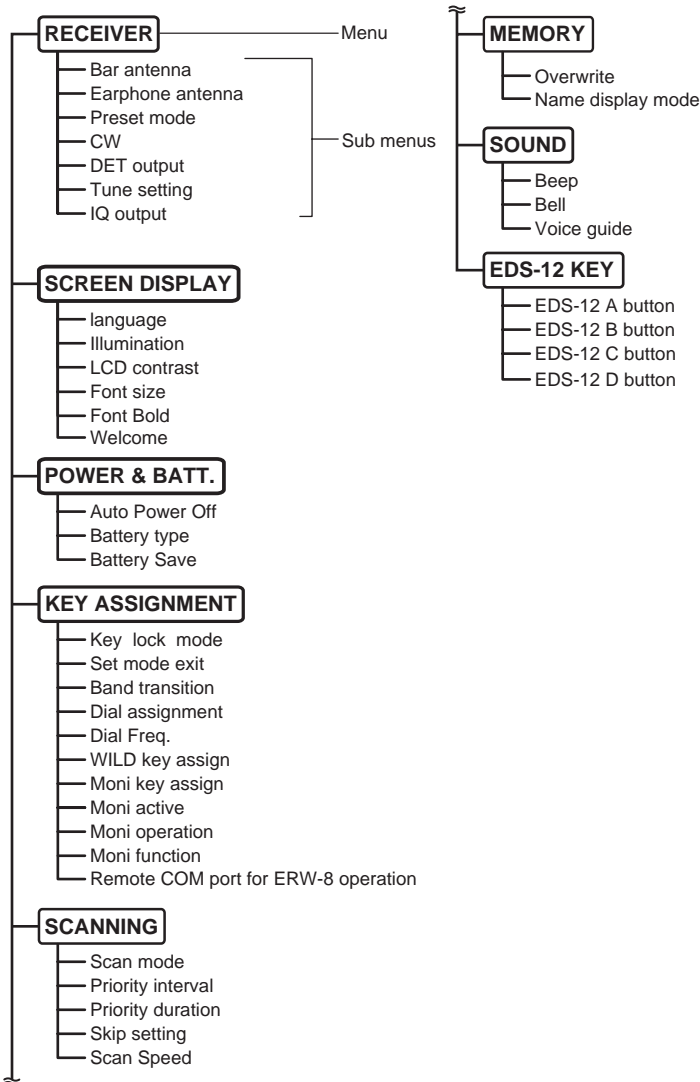 RECEIVER
Menu
Bar antenna
Earphone antenna
Preset mode
CW
DET output
Tune setting
IQ output
Sub menus
SCREEN DISPLAY
language
Illumination
LCD contrast
Font size
Font Bold
Welcome
POWER & BATT.
Auto Power Off
Battery type
Battery Save
KEY ASSIGNMENT
Key lock mode
Set mode exit
Band transition
Dial assignment
Dial Freq.
WILD key assign
Moni key assign
Moni active
Moni operation
Moni function
Remote COM port for ERW-8 operation
SCANNING
Scan mode
Priority interval
Priority duration
Skip setting
Scan Speed
MEMORY
Overwrite
Name display mode
SOUND
Beep
Bell
Voice guide
EDS-12 KEY
EDS-12 A button
EDS-12 B button
EDS-12 C button
EDS-12 D button